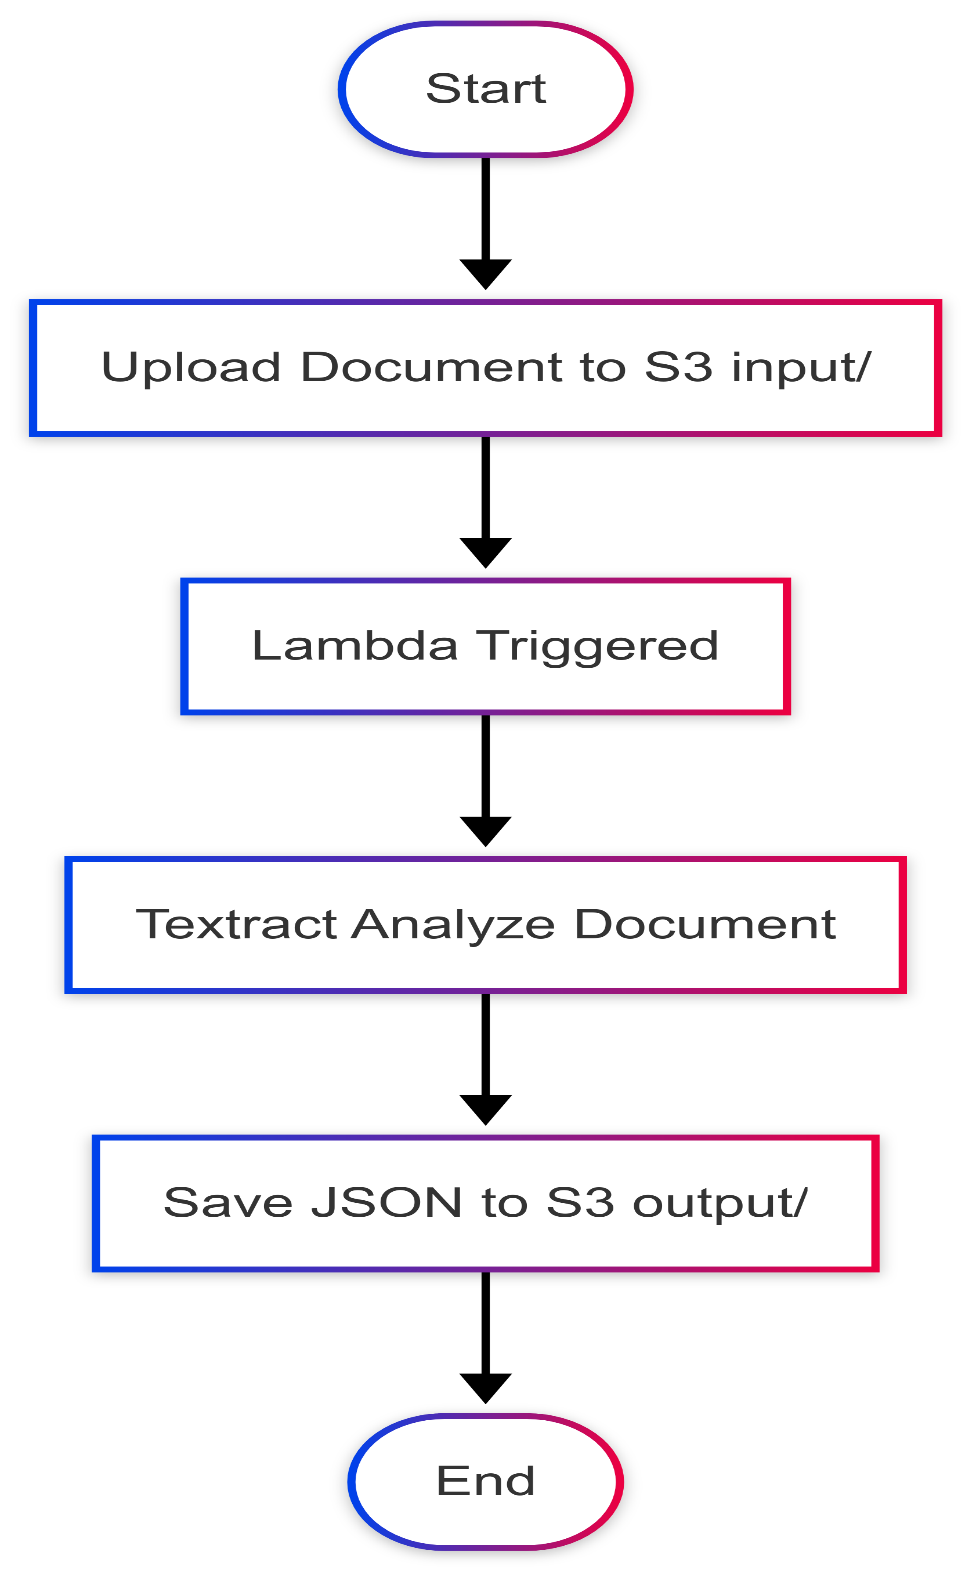 Start
Upload Document to S3 input/
Lambda Triggered
Textract Analyze Document
Save JSON to S3 output/
End